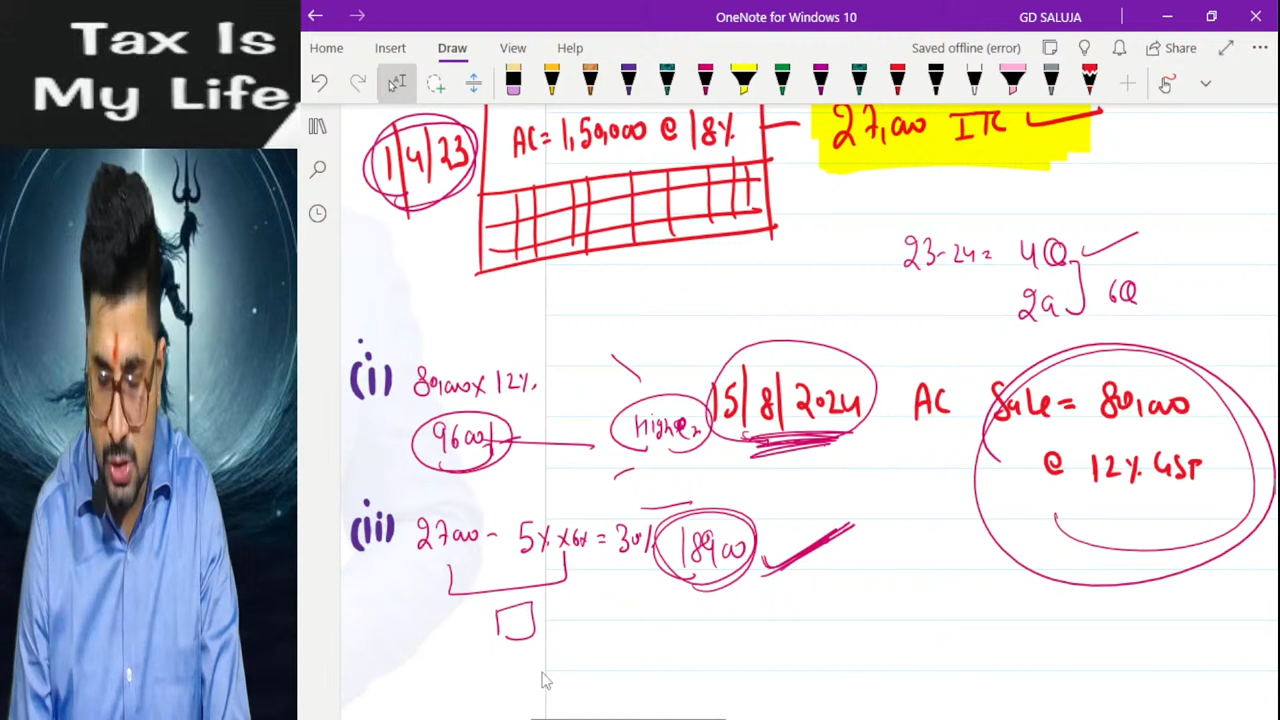 Tax Is
My Life
OneNote for Windows 10
GD SALUJA
Home Insert Draw View Help
Saved offline (error)
Share
1/4/23
AC = 1,50,000 @ 18%
27,000 ITC
23-24 = 4Q
2Q
6Q
(i) 80,000 x 12%
9600/-
Higher
15/8/2024
AC Sale = 80,000
@ 12% GST
(ii) 27000 - 5% x 6 = 30%
18900